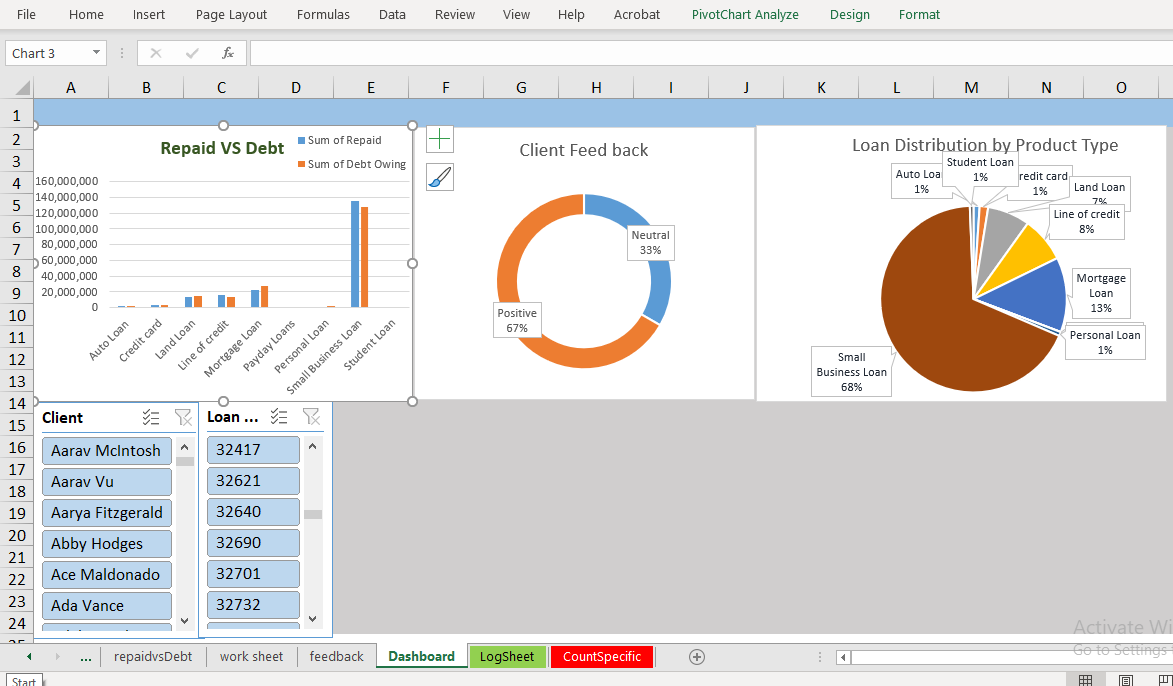 File Home Insert Page Layout Formulas Data Review View Help Acrobat PivotChart Analyze Design Format
Chart 3 fx
A B C D E F G H I J K L M N O
1
2
3
4
5
6
7
8
9
10
11
12
13
14
15
16
17
18
19
20
21
22
23
24
Repaid VS Debt
Sum of Repaid
Sum of Debt Owing
160,000,000
140,000,000
120,000,000
100,000,000
80,000,000
60,000,000
40,000,000
20,000,000
0
Auto Loan
Credit card
Land Loan
Line of credit
Mortgage Loan
Payday Loans
Personal Loan
Small Business Loan
Student Loan
Client Feed back
Neutral
33%
Positive
67%
Loan Distribution by Product Type
Student Loan
1%
Auto Loa
1%
redit card
1%
Land Loan
7%
Line of credit
8%
Mortgage
Loan
13%
Personal Loan
1%
Small
Business Loan
68%
Client
Aarav McIntosh
Aarav Vu
Aarya Fitzgerald
Abby Hodges
Ace Maldonado
Ada Vance
Loan ...
32417
32621
32640
32690
32701
32732
Activate Wi
Go to Settings
... repaidvsDebt work sheet feedback Dashboard LogSheet CountSpecific
Start